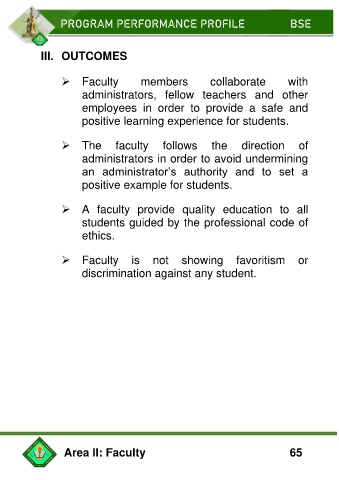 PROGRAM PERFORMANCE PROFILE BSE
III. OUTCOMES
➢ Faculty members collaborate with
administrators, fellow teachers and other
employees in order to provide a safe and
positive learning experience for students.
➢ The faculty follows the direction of
administrators in order to avoid undermining
an administrator's authority and to set a
positive example for students.
➢ A faculty provide quality education to all
students guided by the professional code of
ethics.
➢ Faculty is not showing favoritism or
discrimination against any student.
Area II: Faculty 65